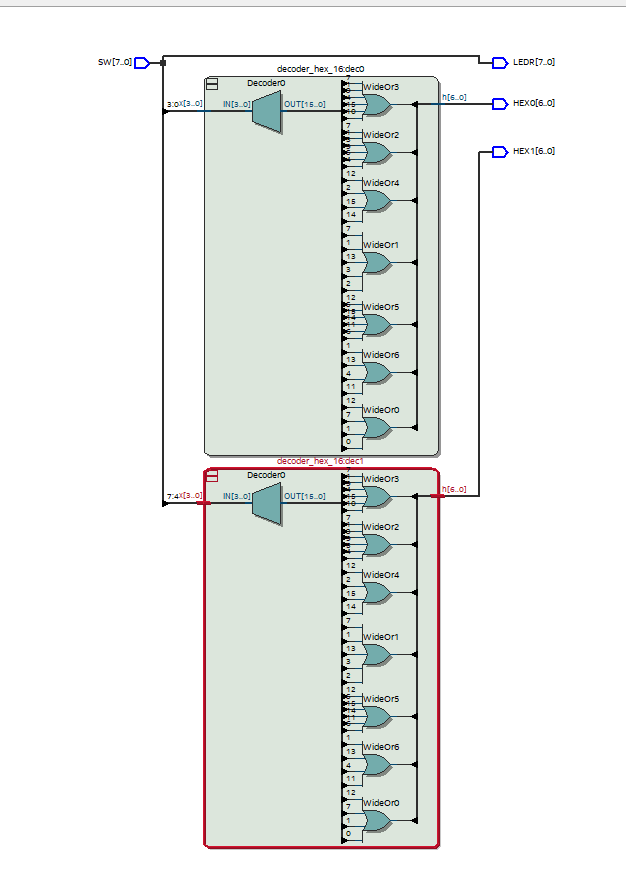 SW[7..0]
LEDR[7..0]
decoder_hex_16:dec0
Decoder0
3:0
x[3..0]
IN[3..0]
OUT[15..0]
h[6..0]
HEX0[6..0]
HEX1[6..0]
WideOr3
7
WideOr2
12
WideOr4
2
15
14
7
1
WideOr1
13
3
2
12
WideOr5
11
1
WideOr6
13
4
11
12
WideOr0
7
1
0
decoder_hex_16:dec1
Decoder0
7:4
x[3..0]
IN[3..0]
OUT[15..0]
h[6..0]
WideOr3
7
WideOr2
12
WideOr4
2
15
14
7
1
WideOr1
13
3
2
12
WideOr5
11
1
WideOr6
13
4
11
12
WideOr0
7
1
0